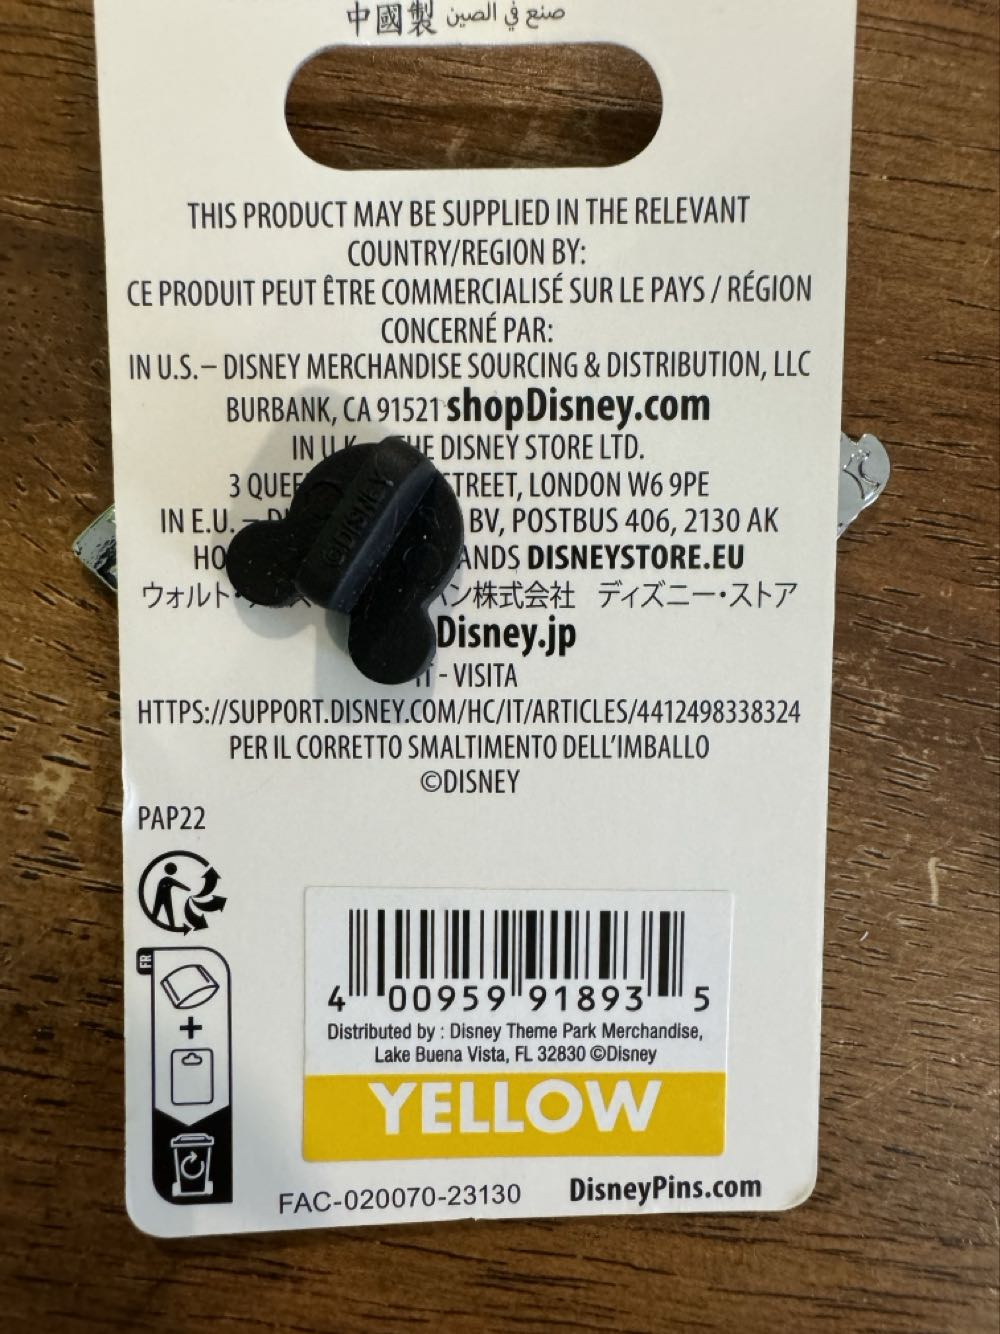 中國製 صنع في الصين
THIS PRODUCT MAY BE SUPPLIED IN THE RELEVANT
COUNTRY/REGION BY:
CE PRODUIT PEUT ÊTRE COMMERCIALISÉ SUR LE PAYS / RÉGION
CONCERNÉ PAR:
IN U.S.– DISNEY MERCHANDISE SOURCING & DISTRIBUTION, LLC
BURBANK, CA 91521 shopDisney.com
IN DISNEY STORE LTD.
3 LONDON W6 9PE
IN E.U. – BV, POSTBUS 406, 2130 AK
DISNEYSTORE.EU
©DISNEY
ウォルト・ 株式会社 ディズニー・ストア
Disney.jp
IT - VISITA
HTTPS://SUPPORT.DISNEY.COM/HC/IT/ARTICLES/4412498338324
PER IL CORRETTO SMALTIMENTO DELL'IMBALLO
©DISNEY
PAP22
FR
+
4 00959 91893 5
Distributed by : Disney Theme Park Merchandise,
Lake Buena Vista, FL 32830 ©Disney
YELLOW
FAC-020070-23130 DisneyPins.com